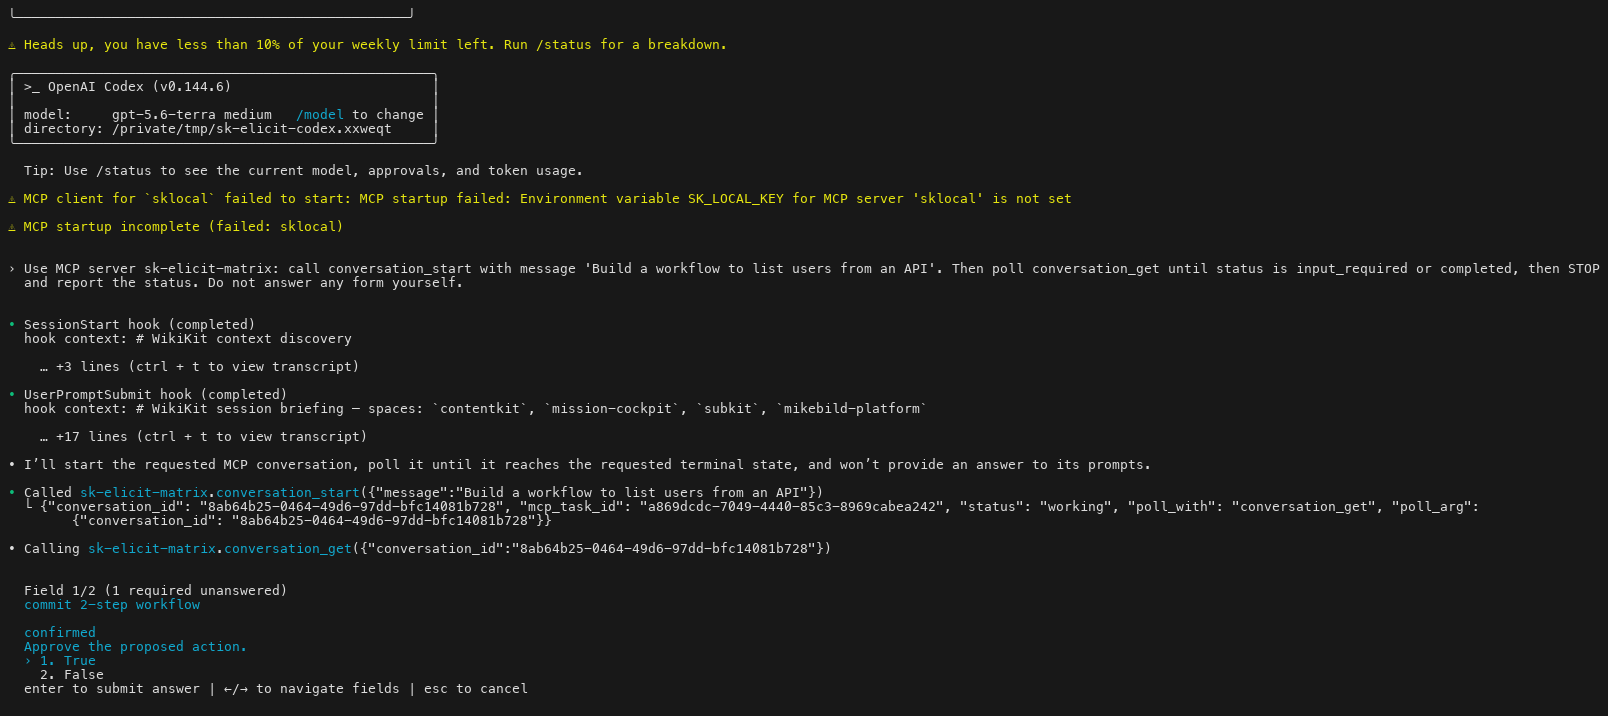 ⚠ Heads up, you have less than 10% of your weekly limit left. Run /status for a breakdown.
>_ OpenAI Codex (v0.144.6)
model:     gpt-5.6-terra medium   /model to change
directory: /private/tmp/sk-elicit-codex.xxweqt
Tip: Use /status to see the current model, approvals, and token usage.
⚠ MCP client for `sklocal` failed to start: MCP startup failed: Environment variable SK_LOCAL_KEY for MCP server 'sklocal' is not set
⚠ MCP startup incomplete (failed: sklocal)
› Use MCP server sk-elicit-matrix: call conversation_start with message 'Build a workflow to list users from an API'. Then poll conversation_get until status is input_required or completed, then STOP
and report the status. Do not answer any form yourself.
• SessionStart hook (completed)
hook context: # WikiKit context discovery
… +3 lines (ctrl + t to view transcript)
• UserPromptSubmit hook (completed)
hook context: # WikiKit session briefing — spaces: `contentkit`, `mission-cockpit`, `subkit`, `mikebild-platform`
… +17 lines (ctrl + t to view transcript)
• I’ll start the requested MCP conversation, poll it until it reaches the requested terminal state, and won’t provide an answer to its prompts.
• Called sk-elicit-matrix.conversation_start({"message":"Build a workflow to list users from an API"})
└ {"conversation_id": "8ab64b25-0464-49d6-97dd-bfc14081b728", "mcp_task_id": "a869dcdc-7049-4440-85c3-8969cabea242", "status": "working", "poll_with": "conversation_get", "poll_arg":
{"conversation_id": "8ab64b25-0464-49d6-97dd-bfc14081b728"}}
• Calling sk-elicit-matrix.conversation_get({"conversation_id":"8ab64b25-0464-49d6-97dd-bfc14081b728"})
Field 1/2 (1 required unanswered)
commit 2-step workflow
confirmed
Approve the proposed action.
› 1. True
2. False
enter to submit answer | ←/→ to navigate fields | esc to cancel